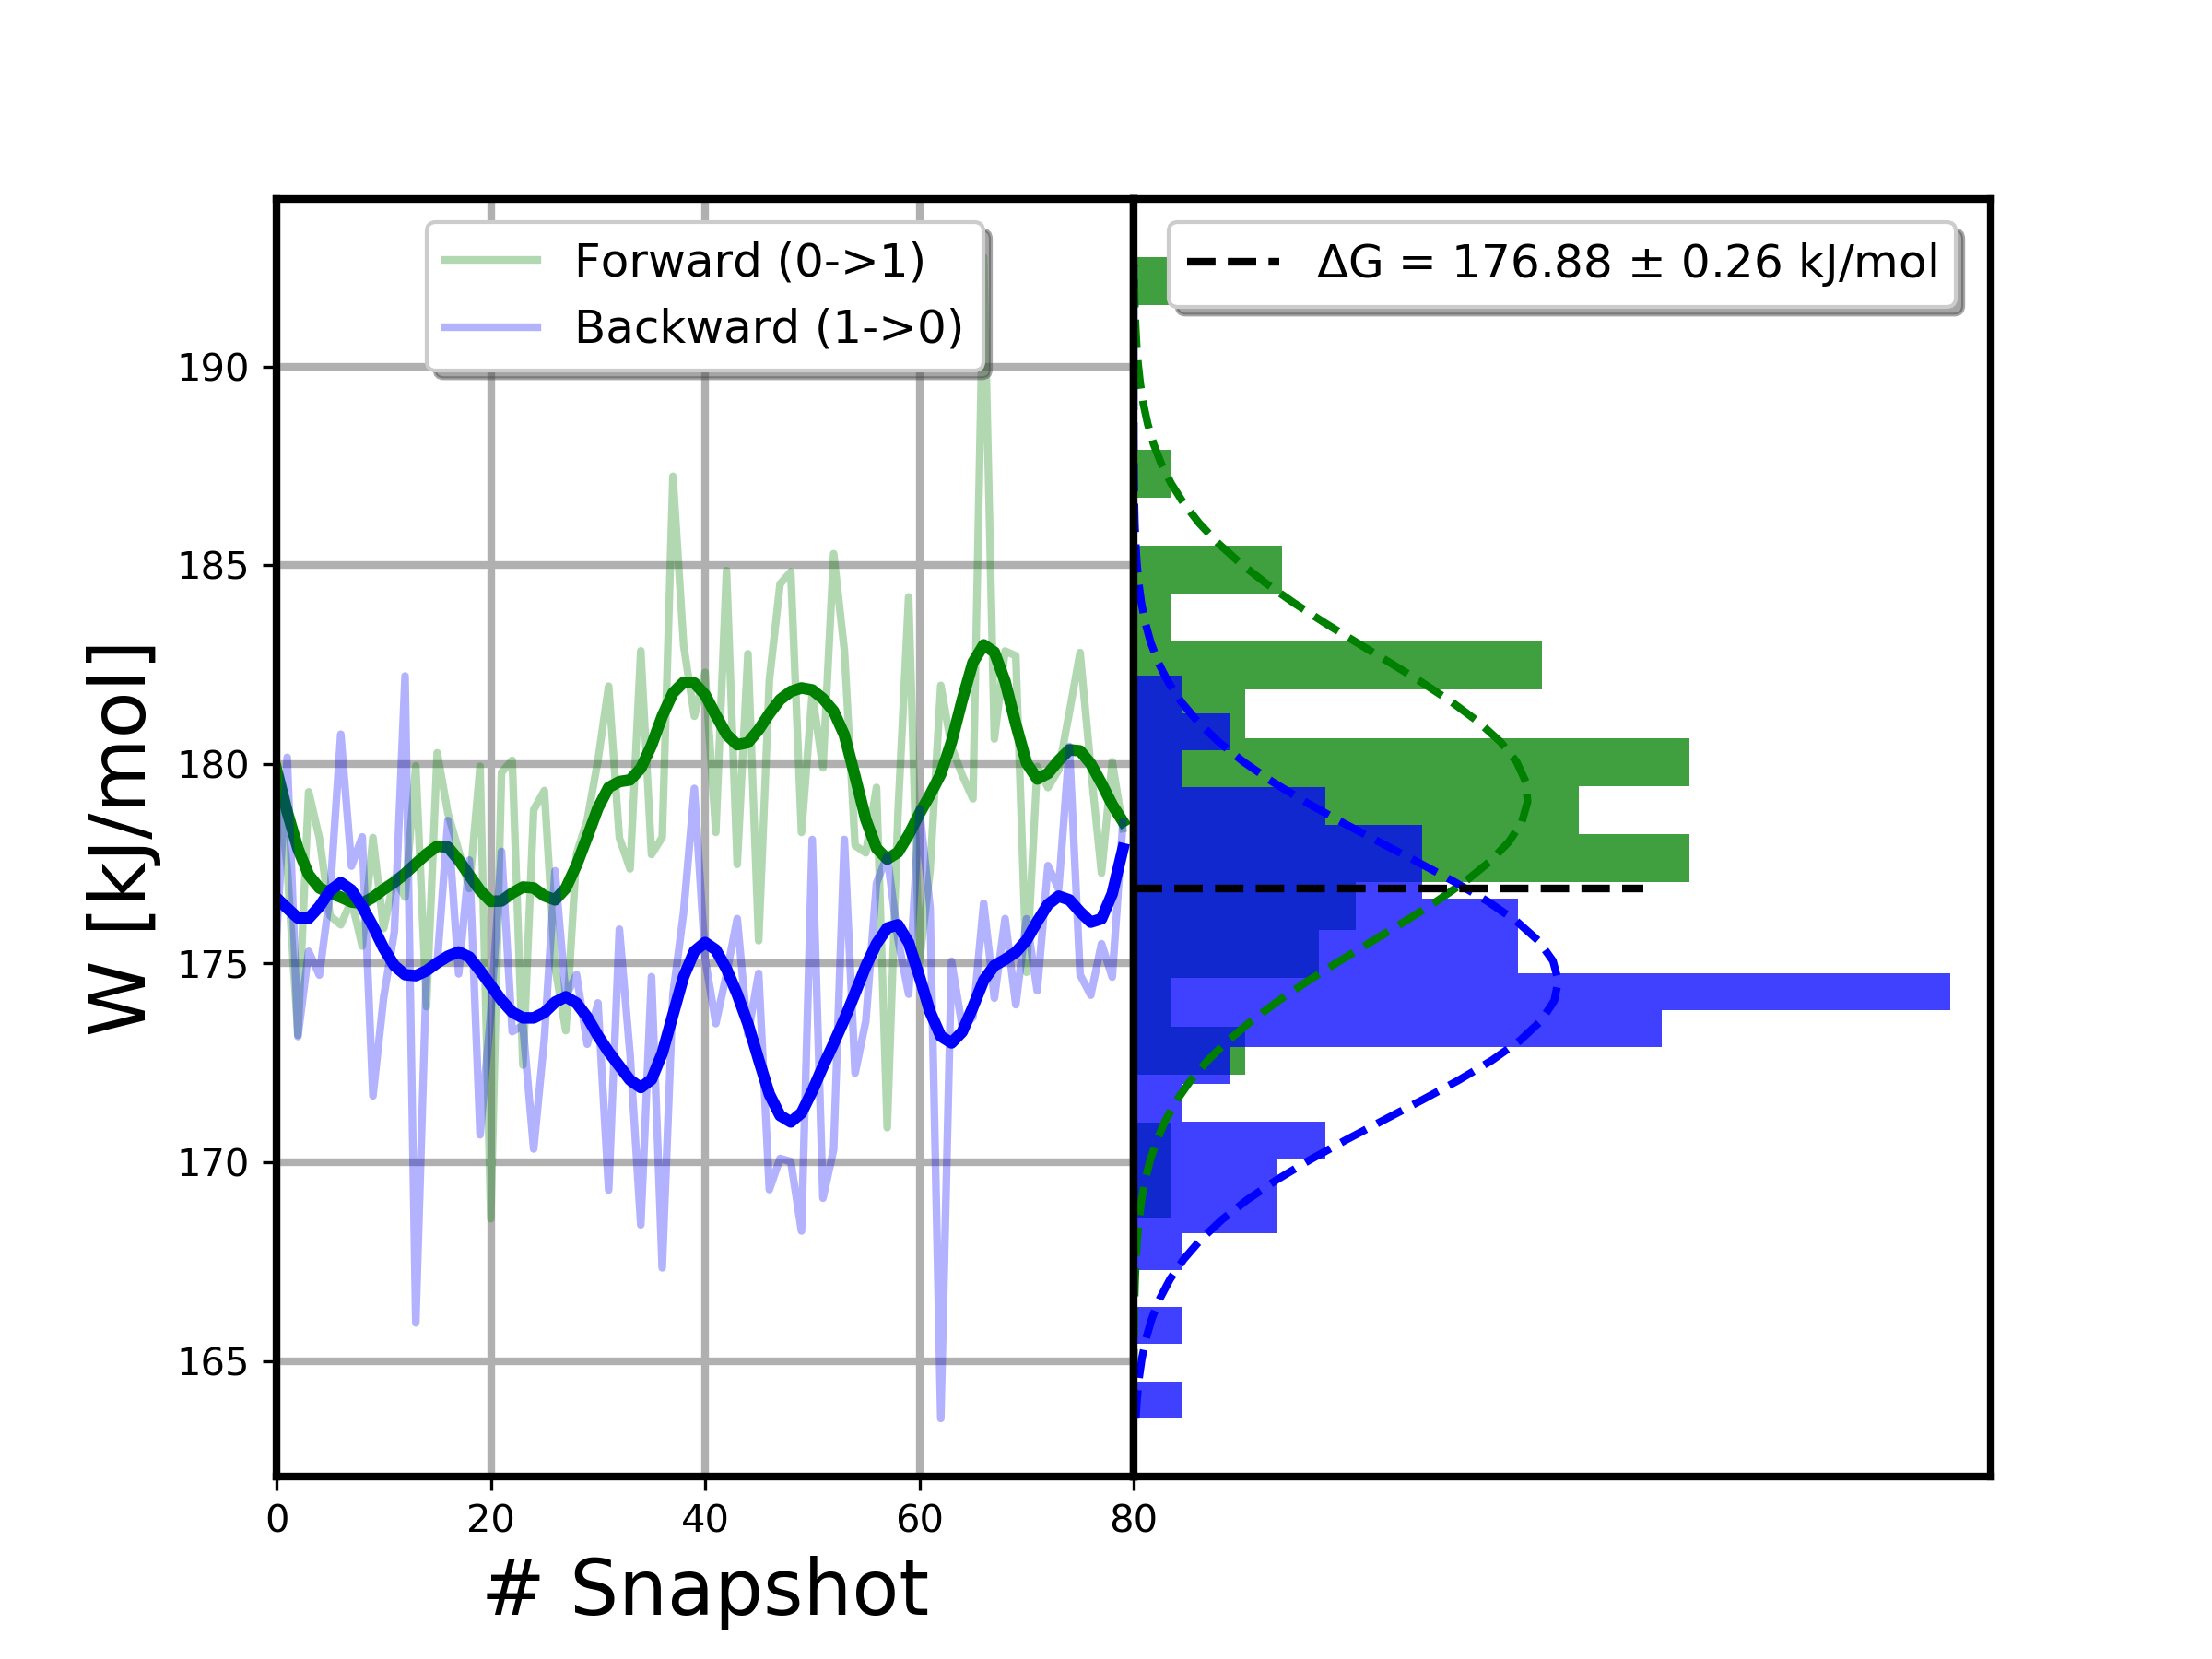 Forward (0->1)
Backward (1->0)
ΔG = 176.88 ± 0.26 kJ/mol
W [kJ/mol]
190
185
180
175
170
165
0 20 40 60 80
# Snapshot